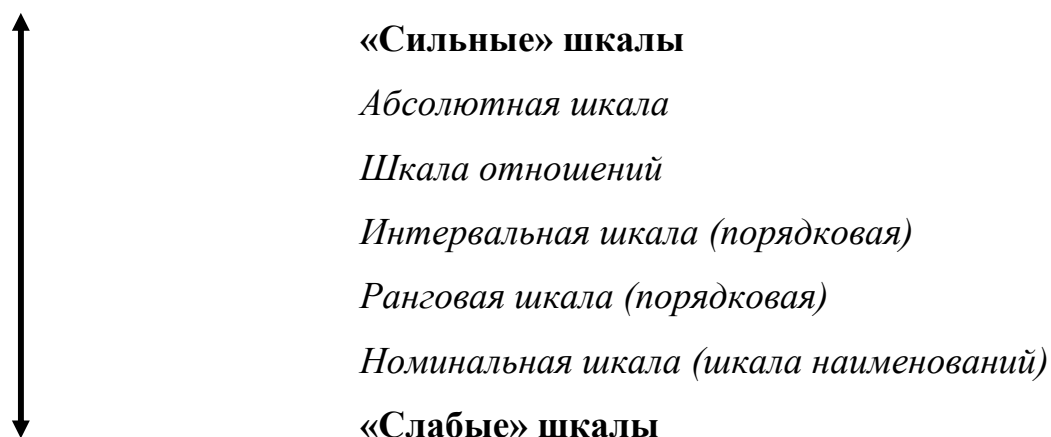 «Сильные» шкалы
Абсолютная шкала
Шкала отношений
Интервальная шкала (порядковая)
Ранговая шкала (порядковая)
Номинальная шкала (шкала наименований)
«Слабые» шкалы